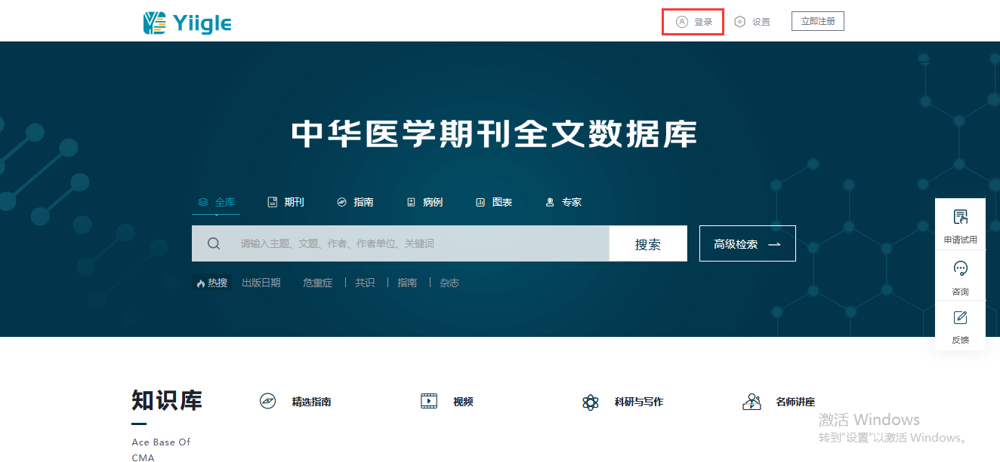 Yiigle
登录
设置
立即注册
中华医学期刊全文数据库
全库
期刊
指南
病例
图表
专家
请输入主题、文题、作者、作者单位、关键词
搜索
高级检索
热搜
出版日期
危重症
共识
指南
杂志
申请试用
咨询
反馈
知识库
Ace Base Of
CMA
精选指南
视频
科研与写作
名师讲座
激活 Windows
转到"设置"以激活 Windows。